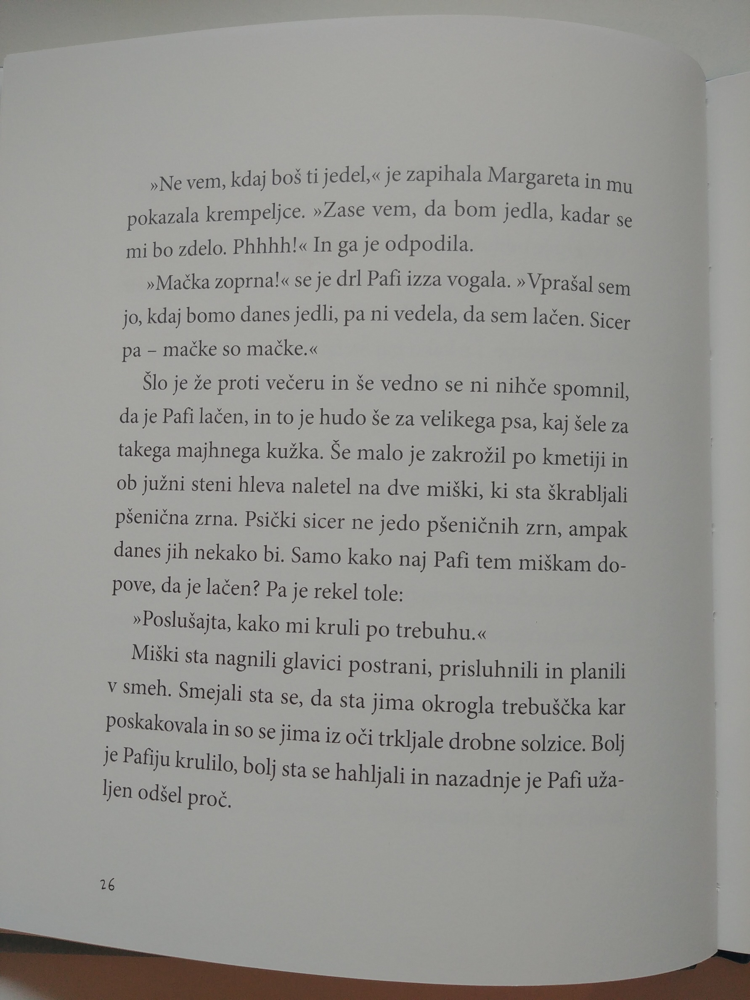 »Ne vem, kdaj boš ti jedel,« je zapihala Margareta in mu
pokazala krempeljce. »Zase vem, da bom jedla, kadar se
mi bo zdelo. Phhhh!« In ga je odpodila.
»Mačka zoprna!« se je drl Pafi izza vogala. »Vprašal sem
jo, kdaj bomo danes jedli, pa ni vedela, da sem lačen. Sicer
pa – mačke so mačke.«
Šlo je že proti večeru in še vedno se ni nihče spomnil,
da je Pafi lačen, in to je hudo še za velikega psa, kaj šele za
takega majhnega kužka. Še malo je zakrožil po kmetiji in
ob južni steni hleva naletel na dve miški, ki sta škrabljali
pšenična zrna. Psički sicer ne jedo pšeničnih zrn, ampak
danes jih nekako bi. Samo kako naj Pafi tem miškam do-
pove, da je lačen? Pa je rekel tole:
»Poslušajta, kako mi kruli po trebuhu.«
Miški sta nagnili glavici postrani, prisluhnili in planili
v smeh. Smejali sta se, da sta jima okrogla trebuščka kar
poskakovala in so se jima iz oči trkljale drobne solzice. Bolj
je Pafiju krulilo, bolj sta se hahljali in nazadnje je Pafi uža-
ljen odšel proč.
26